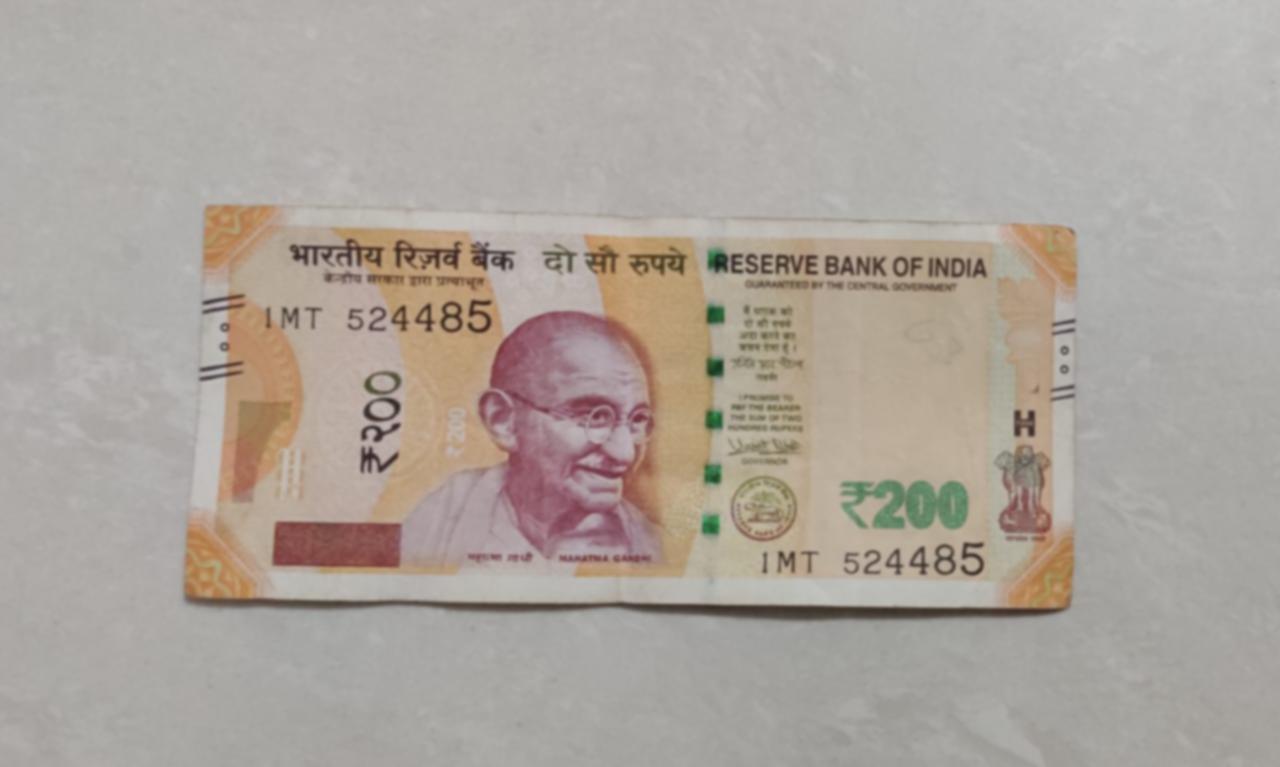 भारतीय रिज़र्व बैंक दो सौ रुपये
केन्द्रीय सरकार द्वारा प्रत्याभूत
1MT 524485
₹२००
₹200
महात्मा गांधी MAHATMA GANDHI
RESERVE BANK OF INDIA
GUARANTEED BY THE CENTRAL GOVERNMENT
मैं धारक को
दो सौ रुपये
अदा करने का
वचन देता हूँ ।
गवर्नर
I PROMISE TO
PAY THE BEARER
THE SUM OF TWO
HUNDRED RUPEES
GOVERNOR
₹200
H
1MT 524485